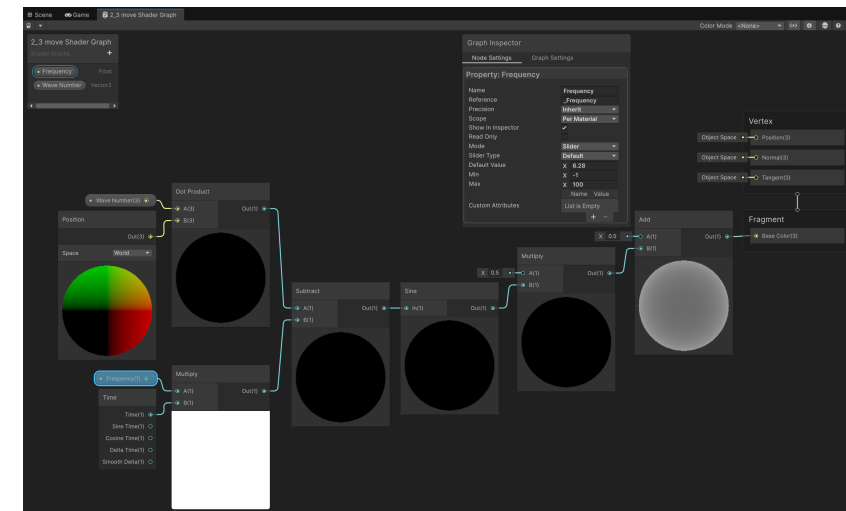 Scene Game 2_3 move Shader Graph
Color Mode <None>
2_3 move Shader Graph
Shader Graphs +
Frequency Float
Wave Number Vector3
Graph Inspector
Node Settings Graph Settings
Property: Frequency
Name Frequency
Reference _Frequency
Precision Inherit
Scope Per Material
Show In Inspector
Read Only
Mode Slider
Slider Type Default
Default Value X 6.28
Min X -1
Max X 100
Name Value
Custom Attributes List is Empty
+ −
Vertex
Object Space Position(3)
Object Space Normal(3)
Object Space Tangent(3)
Fragment
Base Color(3)
Wave Number(3)
Position
Out(3)
Space World
Dot Product
A(3) Out(1)
B(3)
Frequency(1)
Time
Time(1)
Sine Time(1)
Cosine Time(1)
Delta Time(1)
Smooth Delta(1)
Multiply
A(1) Out(1)
B(1)
Subtract
A(1) Out(1)
B(1)
Sine
In(1) Out(1)
Multiply
X 0.5 A(1) Out(1)
B(1)
Add
X 0.5 A(1) Out(1)
B(1)